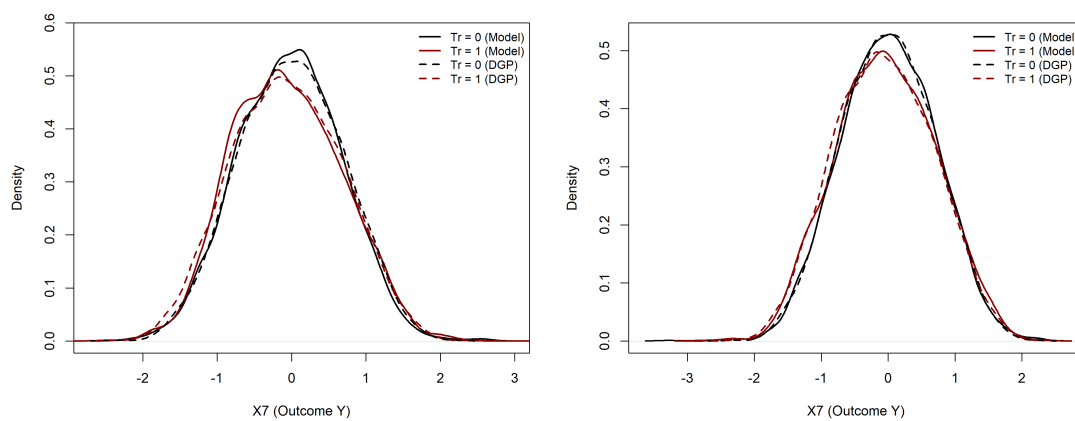 Density
0.0
0.1
0.2
0.3
0.4
0.5
0.6
-2
-1
0
1
2
3
X7 (Outcome Y)
Tr = 0 (Model)
Tr = 1 (Model)
Tr = 0 (DGP)
Tr = 1 (DGP)
Density
0.0
0.1
0.2
0.3
0.4
0.5
-3
-2
-1
0
1
2
X7 (Outcome Y)
Tr = 0 (Model
Tr = 1 (Model
Tr = 0 (DGP)
Tr = 1 (DGP)